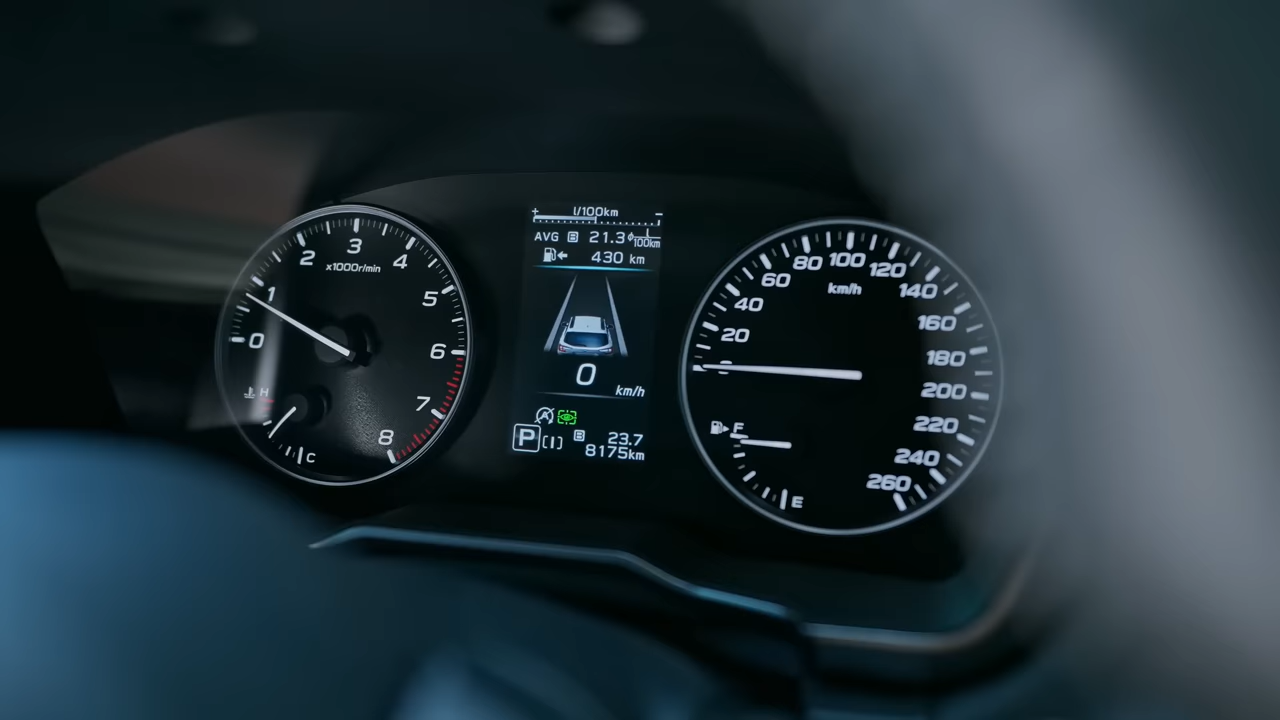 0 1 2 3 4 5 6 7 8
x1000r/min
H
C
+ l/100km -
AVG B 21.3 l/100km
430 km
0
km/h
A
P
B 23.7
8175km
20 40 60 80 100 120 140 160 180 200 220 240 260
km/h
F
E